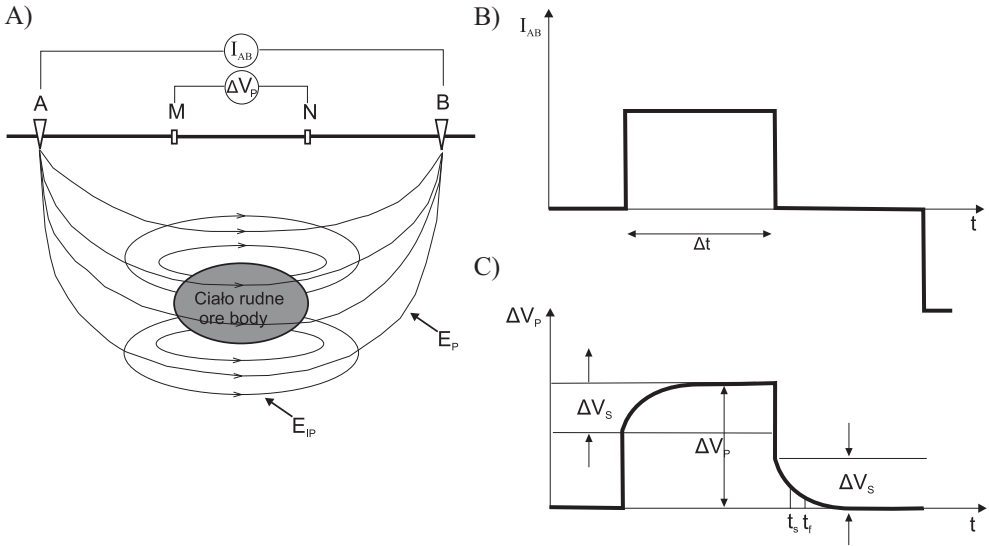 A)
I_AB
ΔV_P
A
M
N
B
Ciało rudne
ore body
E_P
E_IP
B)
I_AB
Δt
t
C)
ΔV_P
ΔV_S
ΔV_P
ΔV_S
t_s t_f
t